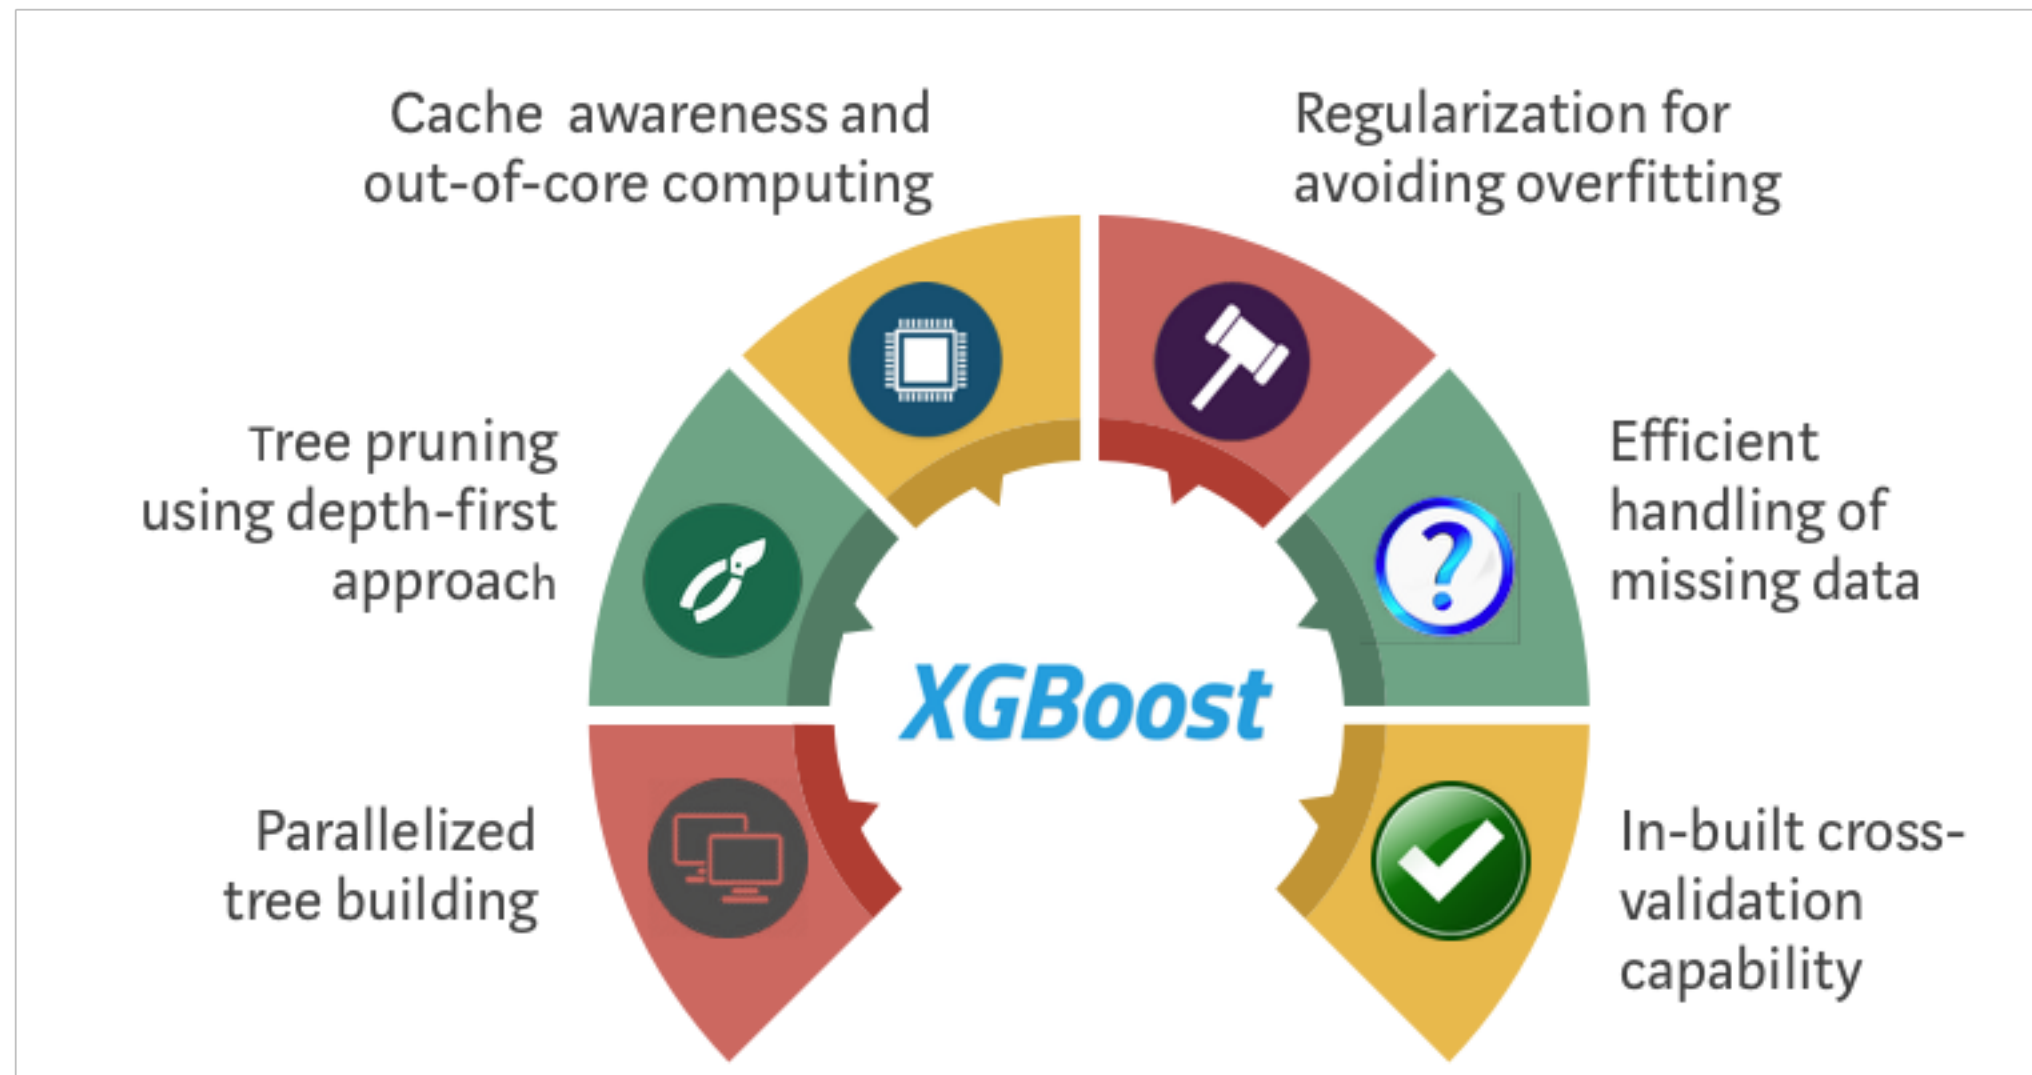 Cache awareness and
out-of-core computing
Regularization for
avoiding overfitting
Tree pruning
using depth-first
approach
Efficient
handling of
missing data
XGBoost
Parallelized
tree building
In-built cross-
validation
capability